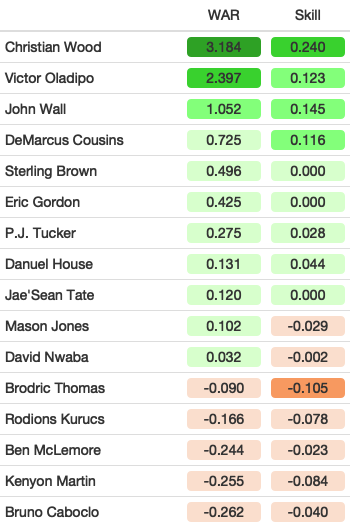 WAR Skill
Christian Wood 3.184 0.240
Victor Oladipo 2.397 0.123
John Wall 1.052 0.145
DeMarcus Cousins 0.725 0.116
Sterling Brown 0.496 0.000
Eric Gordon 0.425 0.000
P.J. Tucker 0.275 0.028
Danuel House 0.131 0.044
Jae'Sean Tate 0.120 0.000
Mason Jones 0.102 -0.029
David Nwaba 0.032 -0.002
Brodric Thomas -0.090 -0.105
Rodions Kurucs -0.166 -0.078
Ben McLemore -0.244 -0.023
Kenyon Martin -0.255 -0.084
Bruno Caboclo -0.262 -0.040